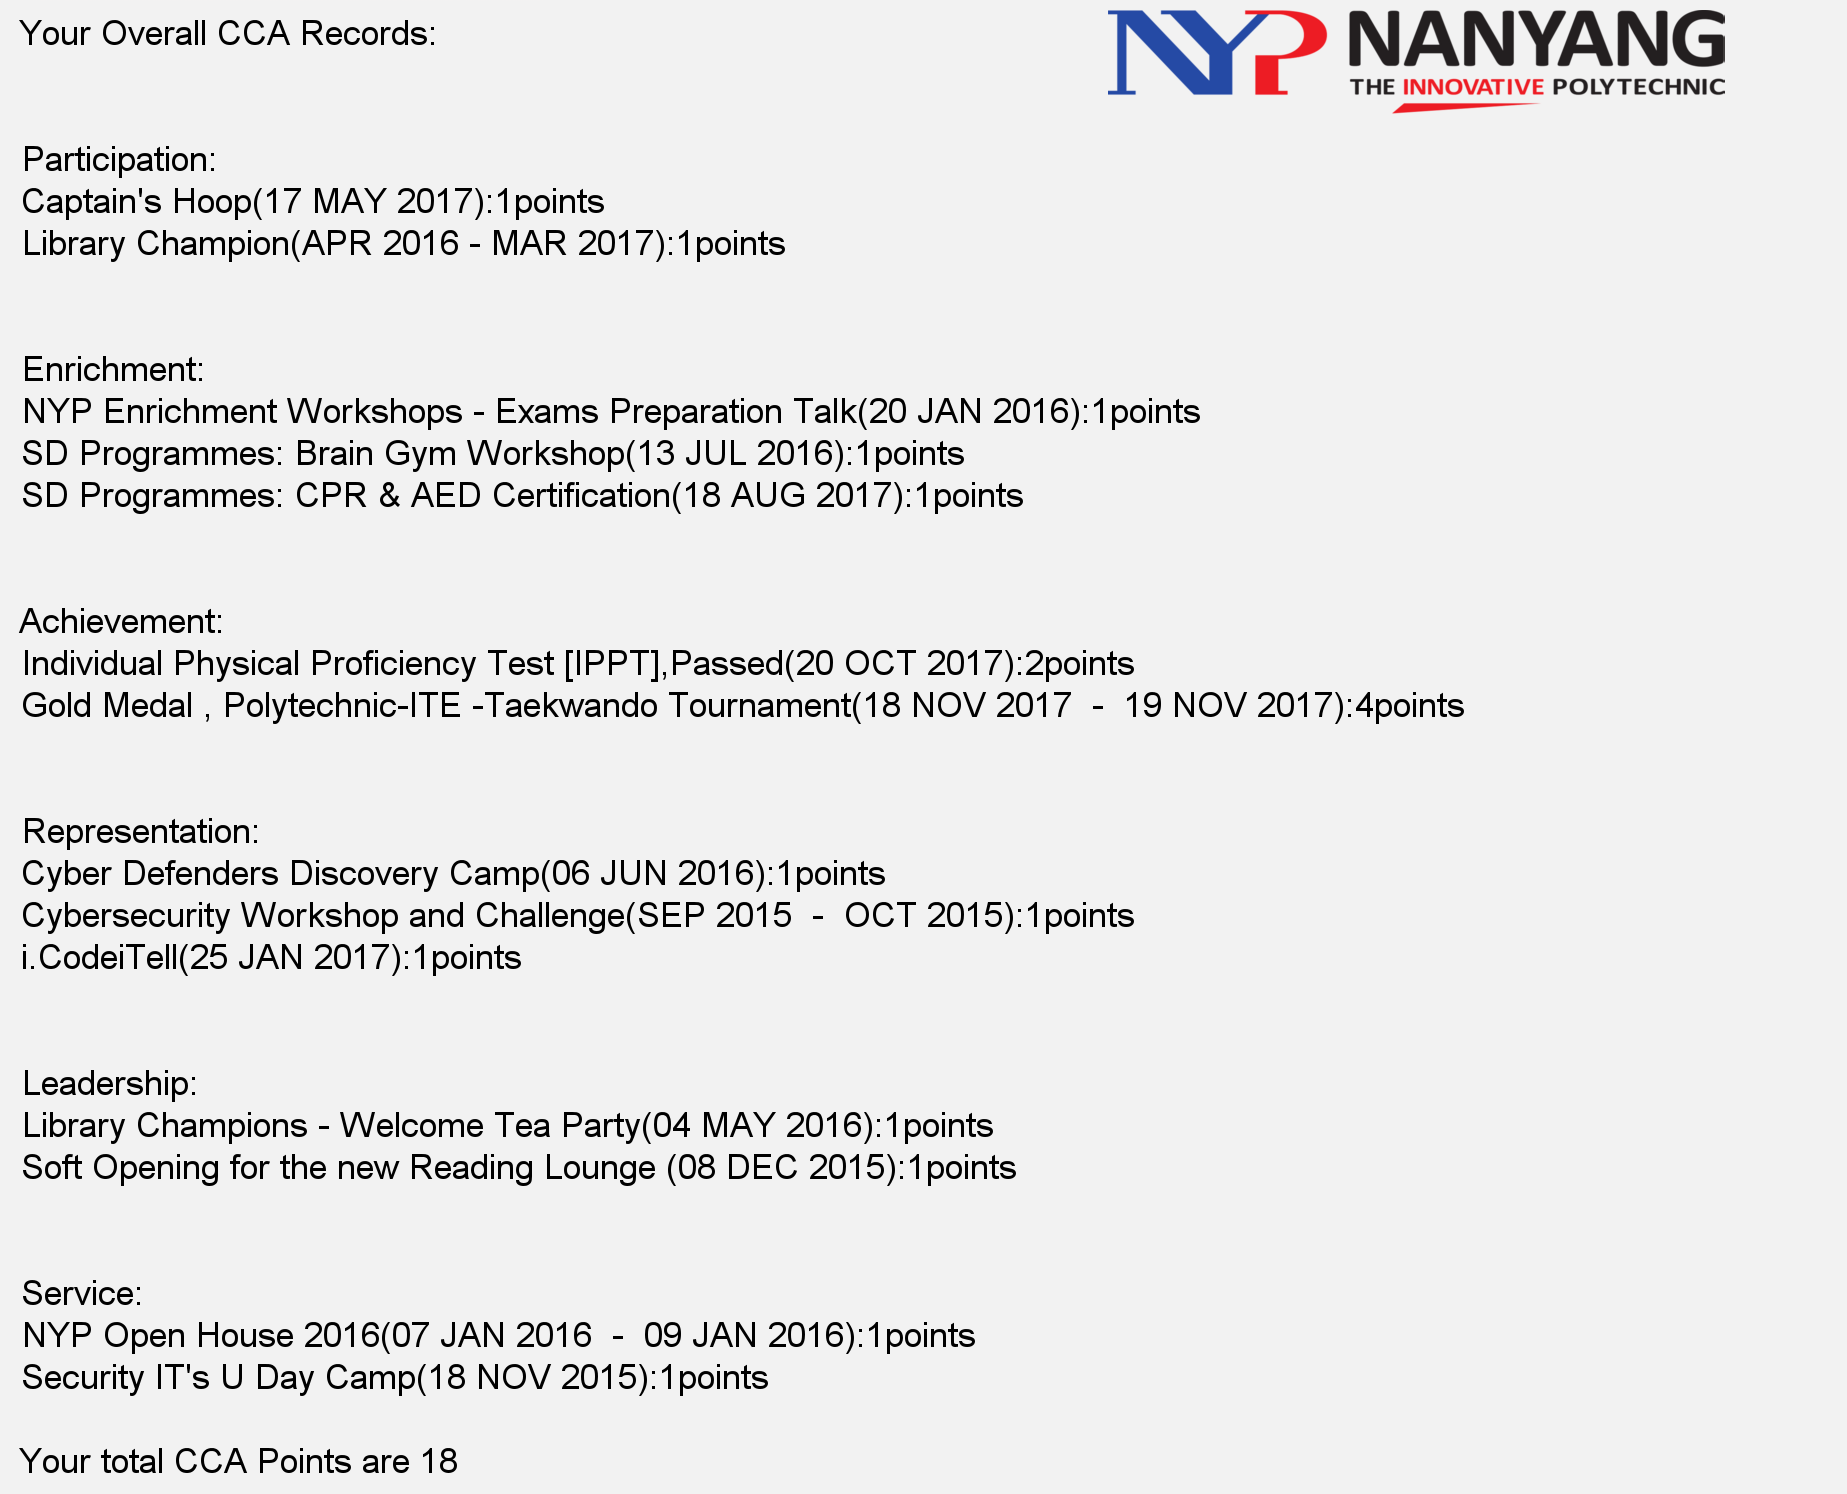 Your Overall CCA Records:
NYP NANYANG
THE INNOVATIVE POLYTECHNIC
Participation:
Captain's Hoop(17 MAY 2017):1points
Library Champion(APR 2016 - MAR 2017):1points
Enrichment:
NYP Enrichment Workshops - Exams Preparation Talk(20 JAN 2016):1points
SD Programmes: Brain Gym Workshop(13 JUL 2016):1points
SD Programmes: CPR & AED Certification(18 AUG 2017):1points
Achievement:
Individual Physical Proficiency Test [IPPT],Passed(20 OCT 2017):2points
Gold Medal , Polytechnic-ITE -Taekwando Tournament(18 NOV 2017  -  19 NOV 2017):4points
Representation:
Cyber Defenders Discovery Camp(06 JUN 2016):1points
Cybersecurity Workshop and Challenge(SEP 2015  -  OCT 2015):1points
i.CodeiTell(25 JAN 2017):1points
Leadership:
Library Champions - Welcome Tea Party(04 MAY 2016):1points
Soft Opening for the new Reading Lounge (08 DEC 2015):1points
Service:
NYP Open House 2016(07 JAN 2016  -  09 JAN 2016):1points
Security IT's U Day Camp(18 NOV 2015):1points
Your total CCA Points are 18